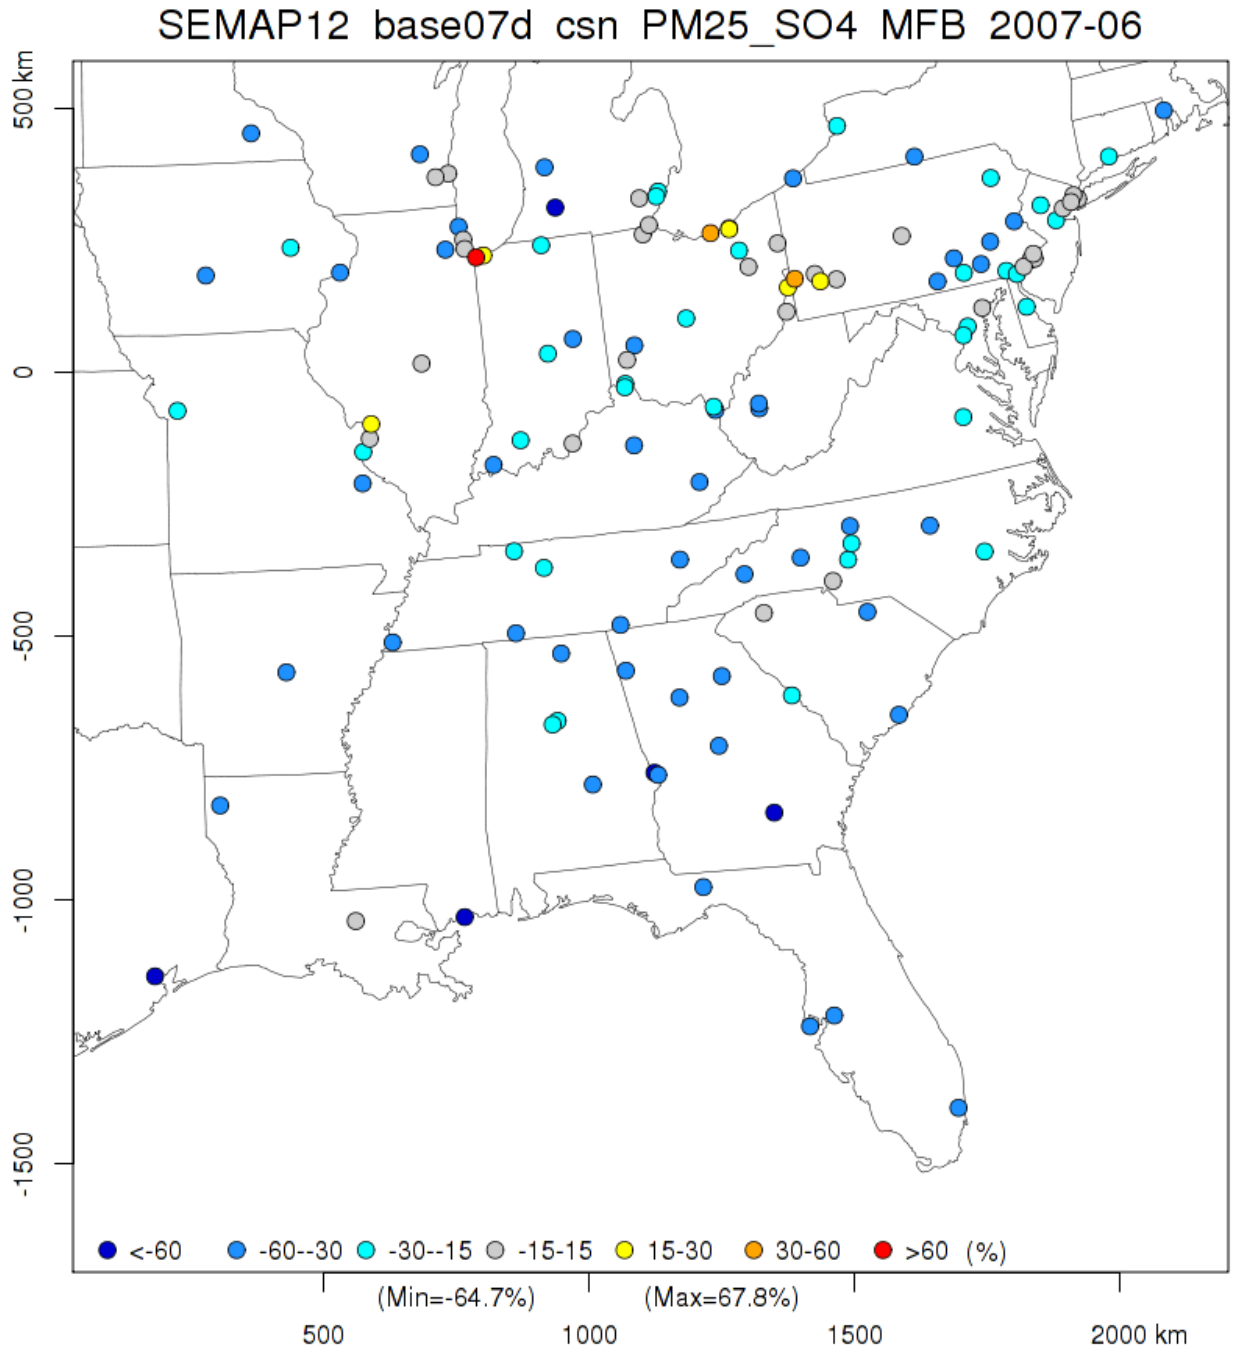 SEMAP12 base07d csn PM25_SO4 MFB 2007-06
500 km
0
-500
-1000
-1500
<-60 -60--30 -30--15 -15-15 15-30 30-60 >60 (%)
(Min=-64.7%) (Max=67.8%)
500 1000 1500 2000 km